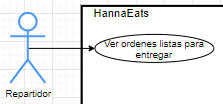 HannaEats
Ver ordenes listas para
entregar
Repartidor